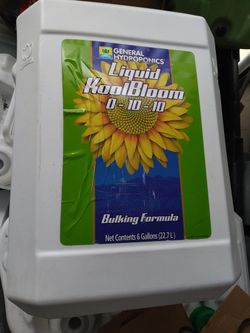 GENERAL
HYDROPONICS
Liquid
KoolBloom
0-10-10
Bulking Formula
Net Contents 6 Gallons (22.7 L)